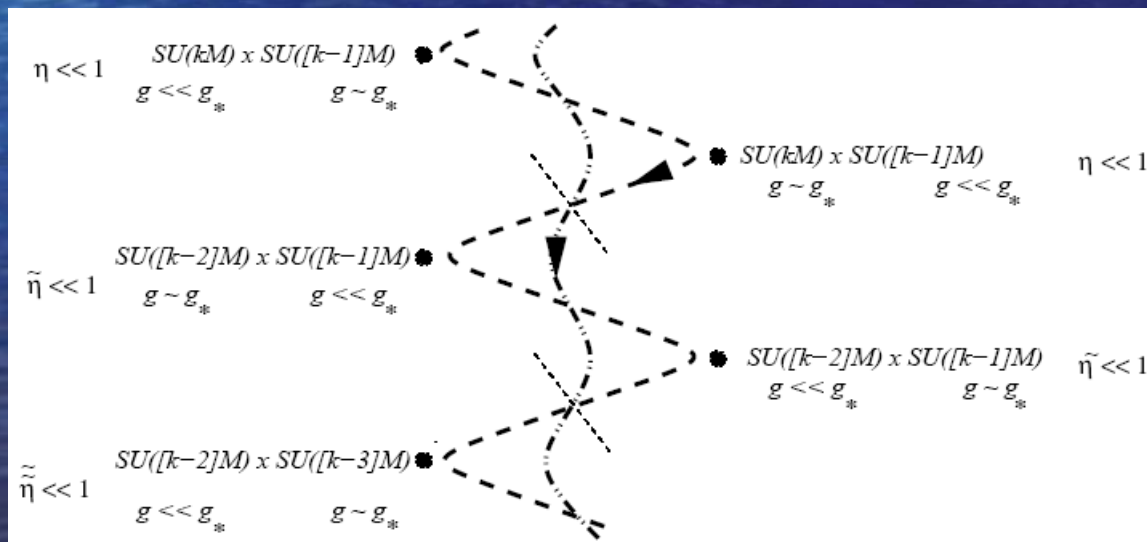 η << 1 SU(kM) x SU([k−1]M)
g << g* g ~ g*
SU(kM) x SU([k−1]M) η << 1
g ~ g* g << g*
SU([k−2]M) x SU([k−1]M)
η̃ << 1
g ~ g* g << g*
SU([k−2]M) x SU([k−1]M) η̃ << 1
g << g* g ~ g*
SU([k−2]M) x SU([k−3]M)
η̃̃ << 1
g << g* g ~ g*